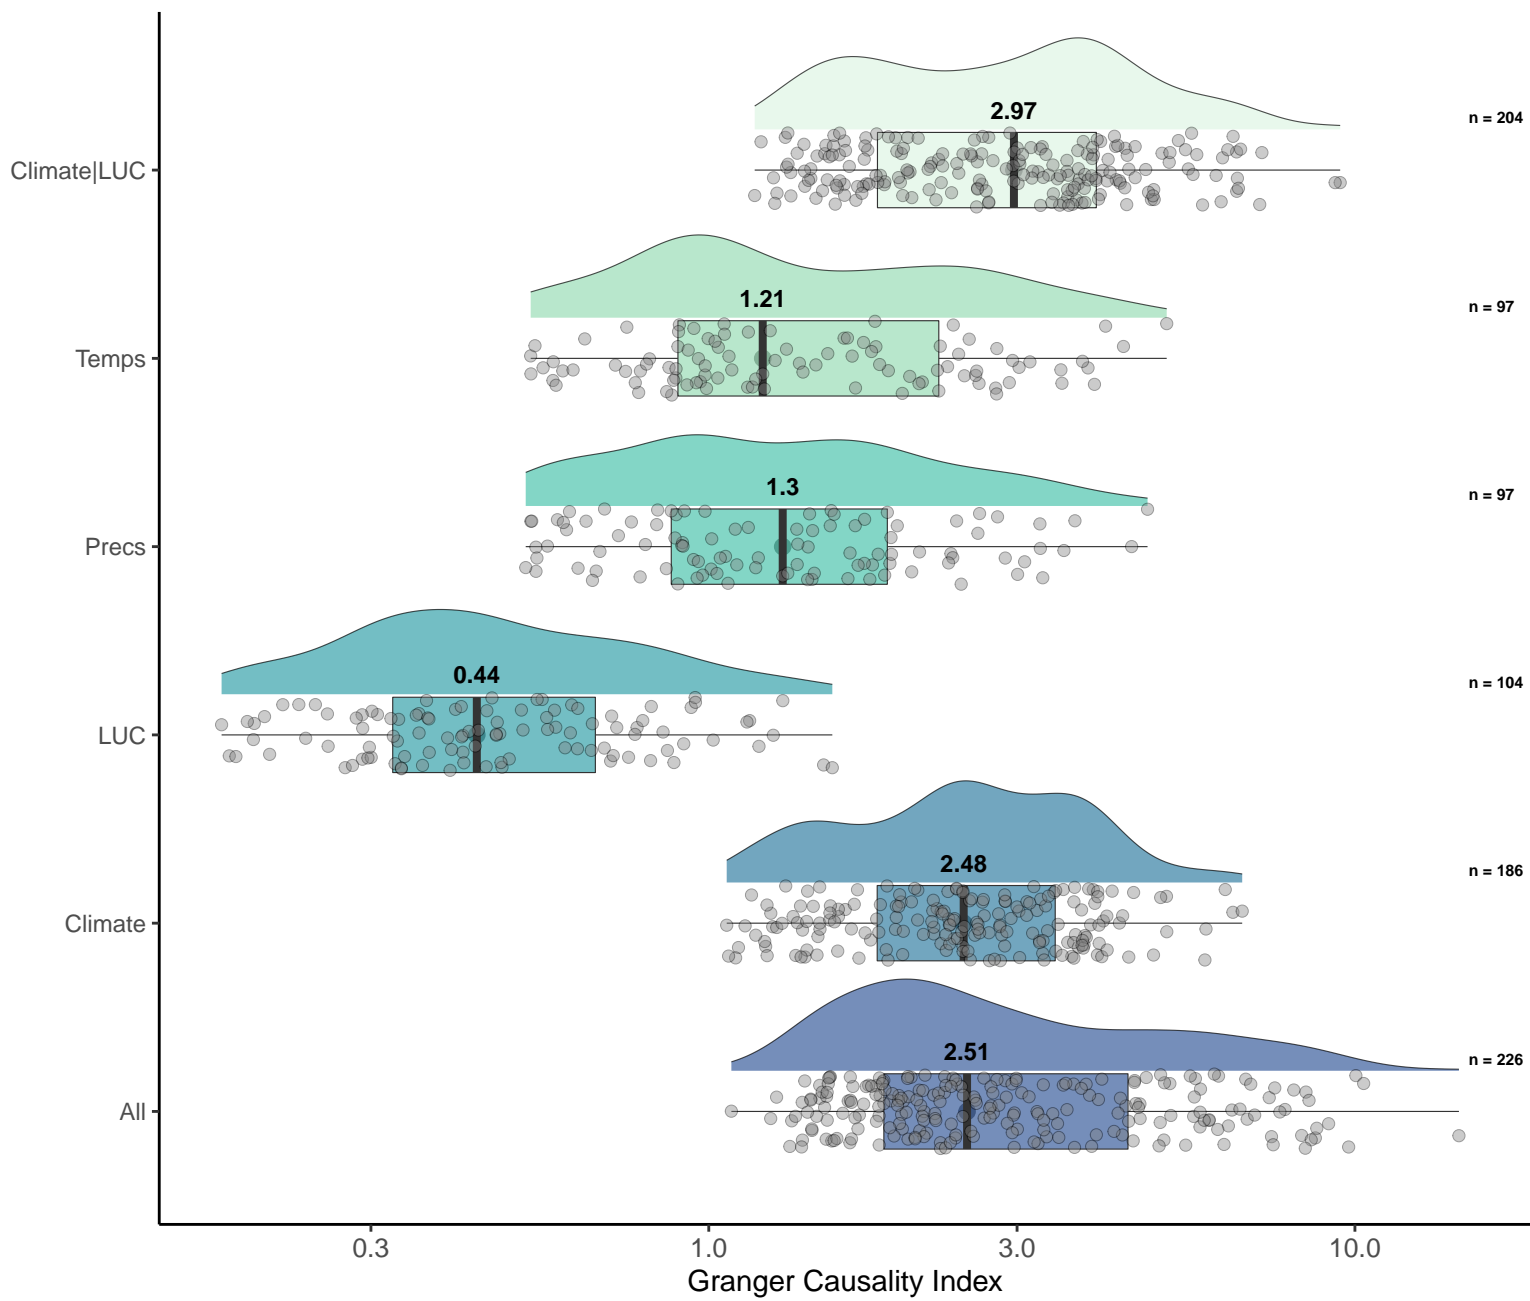 2.97
n = 204
Climate|LUC
1.21
n = 97
Temps
1.3
n = 97
Precs
0.44
n = 104
LUC
2.48
n = 186
Climate
2.51
n = 226
All
0.3 1.0 3.0 10.0
Granger Causality Index